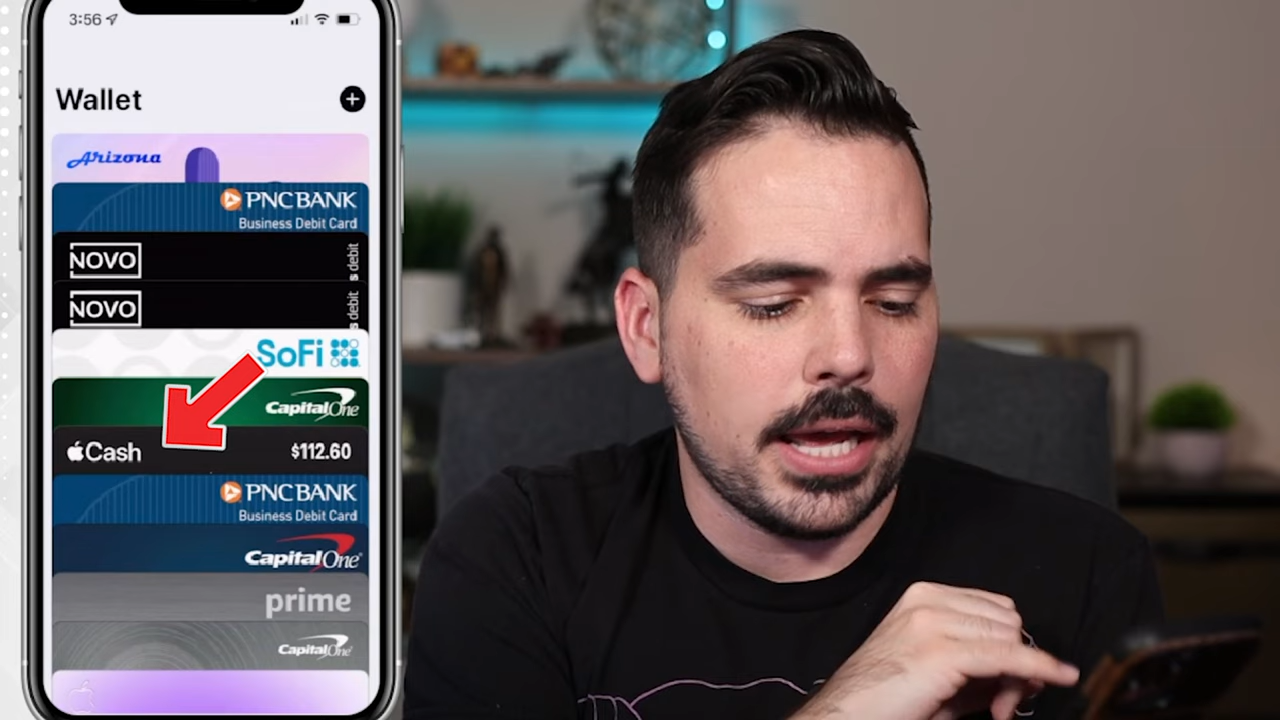 3:56
Wallet
Arizona
PNC BANK
Business Debit Card
NOVO
s debit
NOVO
s debit
SoFi
Capital One
Cash
$112.60
PNC BANK
Business Debit Card
Capital One
prime
Capital One